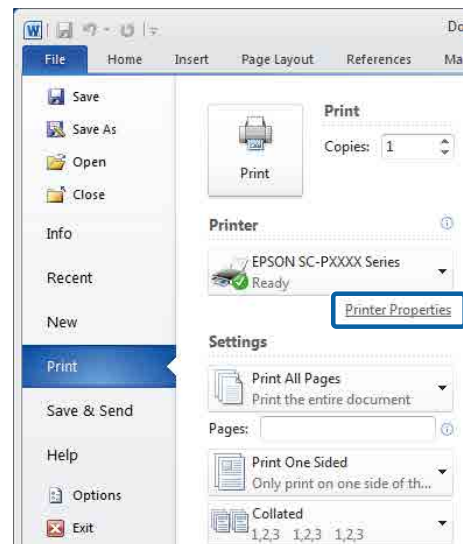 Do
File Home Insert Page Layout References Ma
Save
Save As
Open
Close
Info
Recent
New
Print
Save & Send
Help
Options
Exit
Print
Print
Copies: 1
Printer
EPSON SC-PXXXX Series
Ready
Printer Properties
Settings
Print All Pages
Print the entire document
Pages:
Print One Sided
Only print on one side of th...
Collated
1,2,3 1,2,3 1,2,3